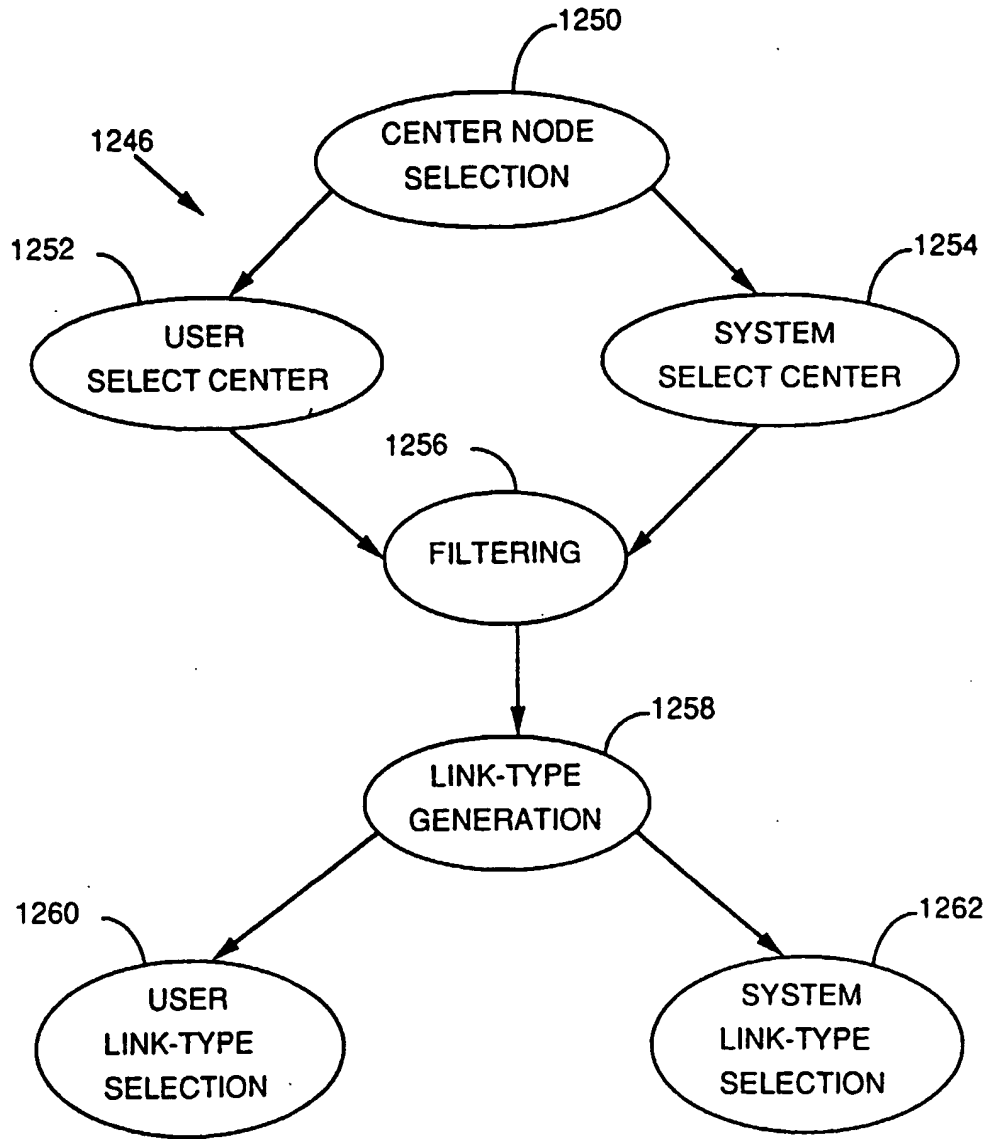 1250
CENTER NODE
SELECTION
1246
1252
1254
USER
SELECT CENTER
SYSTEM
SELECT CENTER
1256
FILTERING
1258
LINK-TYPE
GENERATION
1260
1262
USER
LINK-TYPE
SELECTION
SYSTEM
LINK-TYPE
SELECTION